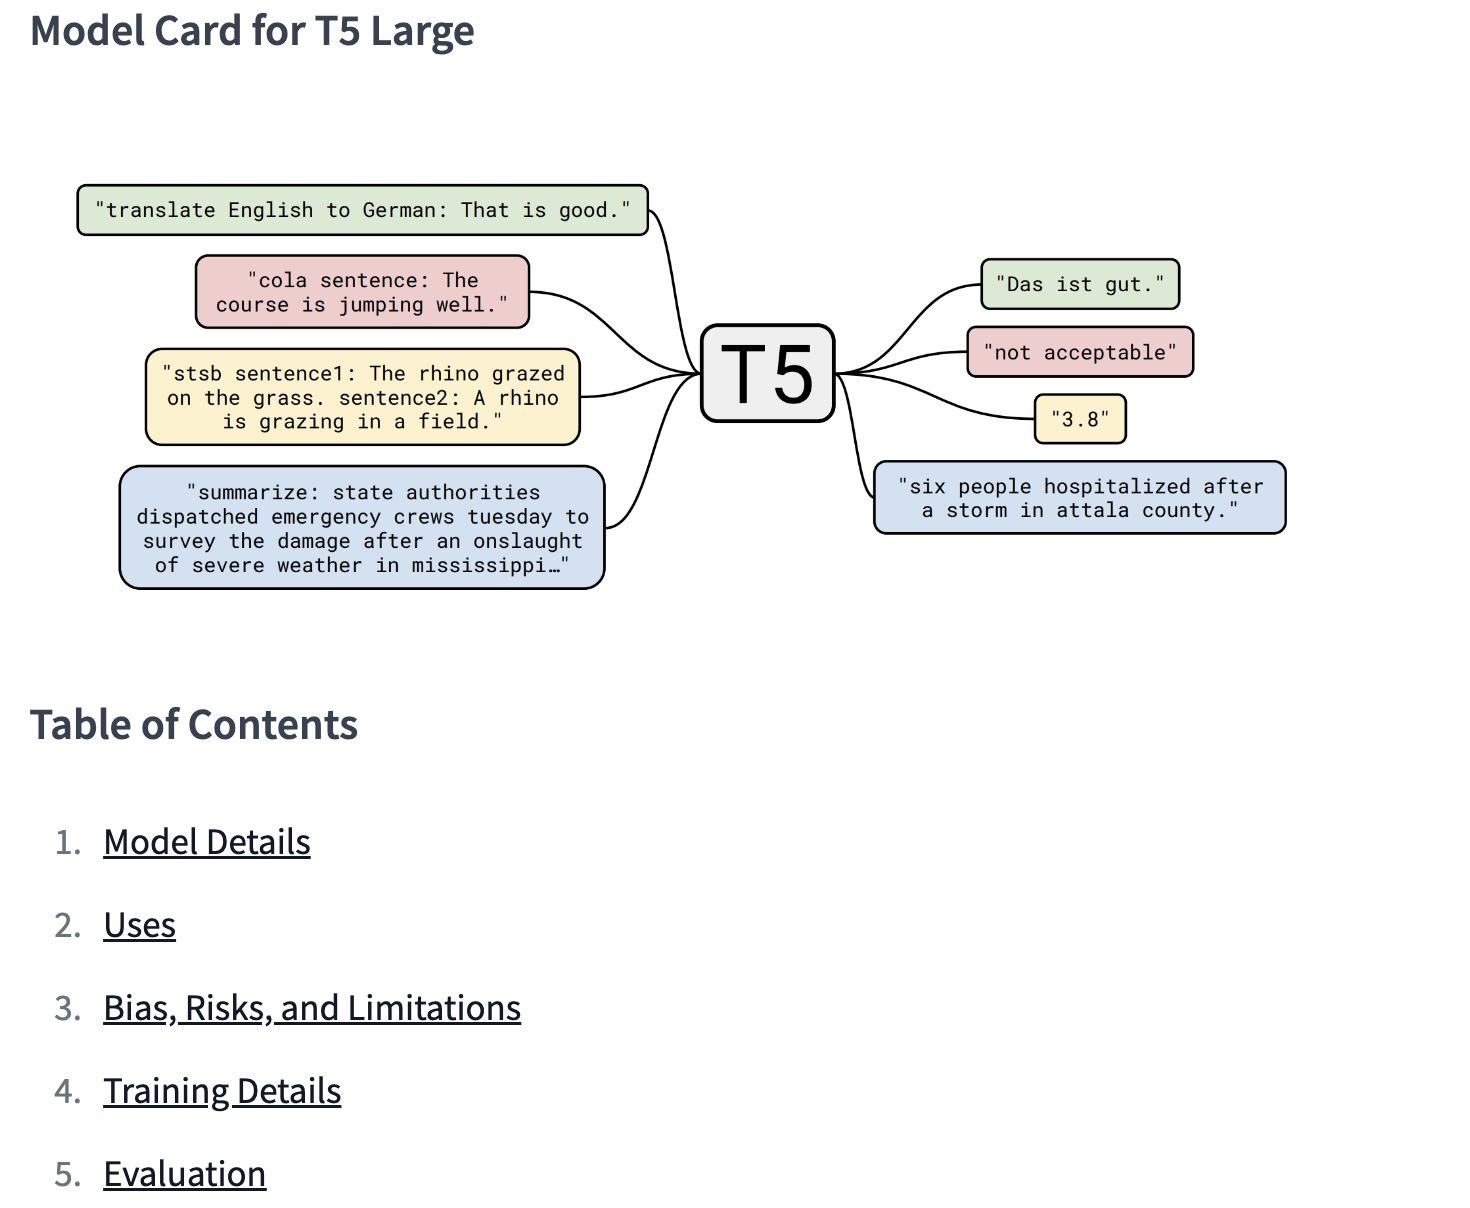 Model Card for T5 Large
"translate English to German: That is good."
"cola sentence: The
course is jumping well."
"stsb sentence1: The rhino grazed
on the grass. sentence2: A rhino
is grazing in a field."
"summarize: state authorities
dispatched emergency crews tuesday to
survey the damage after an onslaught
of severe weather in mississippi…"
T5
"Das ist gut."
"not acceptable"
"3.8"
"six people hospitalized after
a storm in attala county."
Table of Contents
1. Model Details
2. Uses
3. Bias, Risks, and Limitations
4. Training Details
5. Evaluation